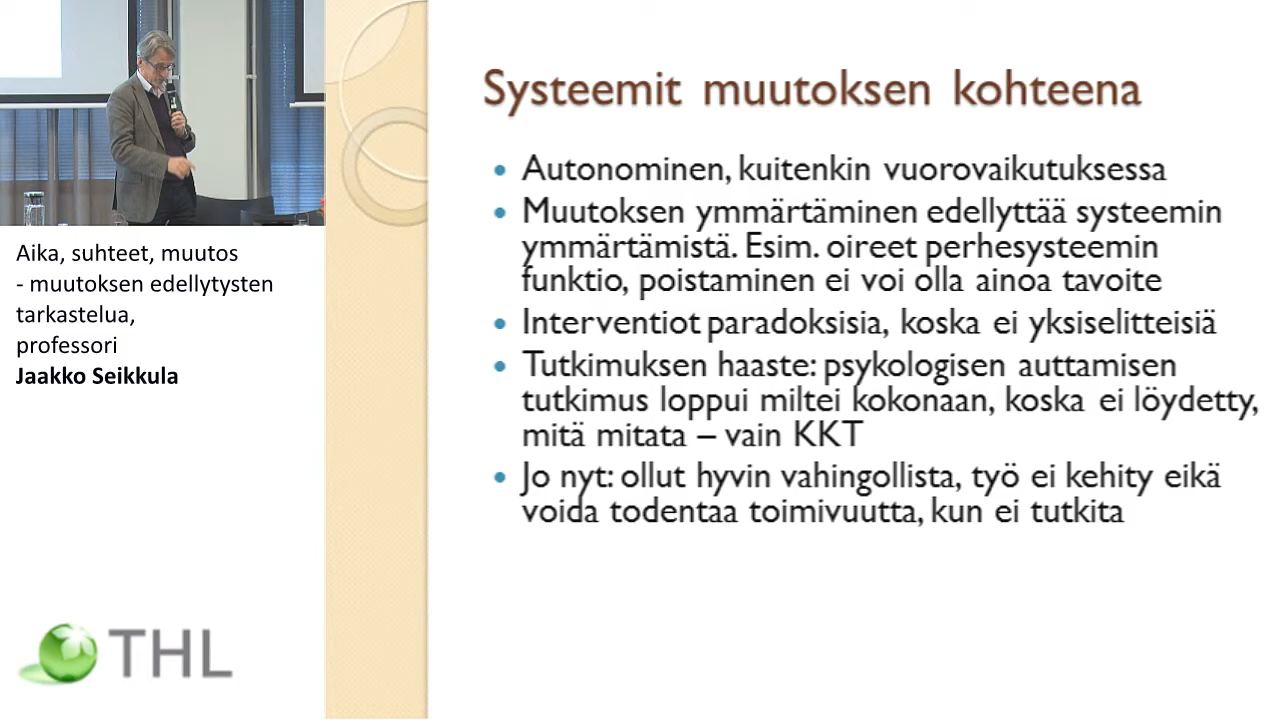 Aika, suhteet, muutos
- muutoksen edellytysten
tarkastelua,
professori
Jaakko Seikkula
THL
Systeemit muutoksen kohteena
• Autonominen, kuitenkin vuorovaikutuksessa
• Muutoksen ymmärtäminen edellyttää systeemin
ymmärtämistä. Esim. oireet perhesysteemin
funktio, poistaminen ei voi olla ainoa tavoite
• Interventiot paradoksisia, koska ei yksiselitteisiä
• Tutkimuksen haaste: psykologisen auttamisen
tutkimus loppui miltei kokonaan, koska ei löydetty,
mitä mitata – vain KKT
• Jo nyt: ollut hyvin vahingollista, työ ei kehity eikä
voida todentaa toimivuutta, kun ei tutkita